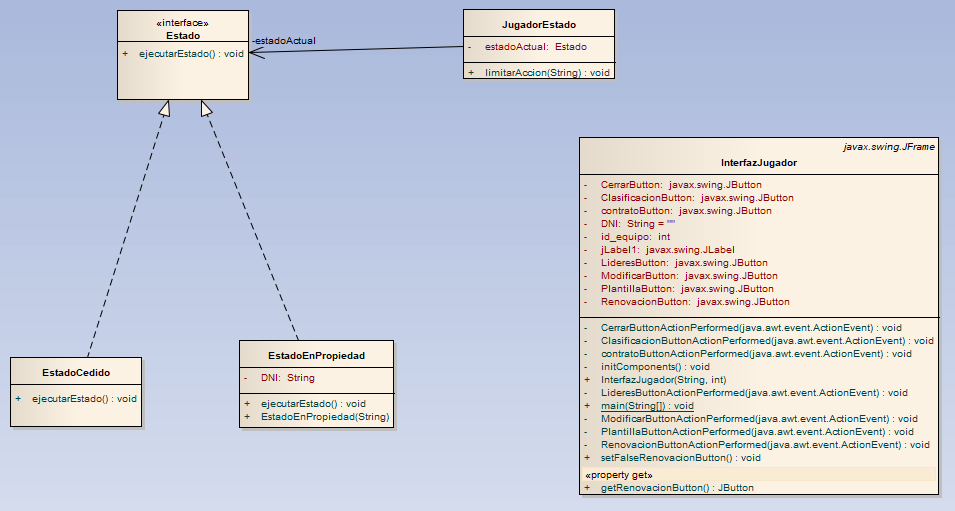 «interface»
Estado
+ ejecutarEstado() : void
-estadoActual
JugadorEstado
- estadoActual: Estado
+ limitarAccion(String) : void
javax.swing.JFrame
InterfazJugador
- CerrarButton: javax.swing.JButton
- ClasificacionButton: javax.swing.JButton
- contratoButton: javax.swing.JButton
- DNI: String = ""
- id_equipo: int
- jLabel1: javax.swing.JLabel
- LideresButton: javax.swing.JButton
- ModificarButton: javax.swing.JButton
- PlantillaButton: javax.swing.JButton
- RenovacionButton: javax.swing.JButton
- CerrarButtonActionPerformed(java.awt.event.ActionEvent) : void
- ClasificacionButtonActionPerformed(java.awt.event.ActionEvent) : void
- contratoButtonActionPerformed(java.awt.event.ActionEvent) : void
- initComponents() : void
+ InterfazJugador(String, int)
- LideresButtonActionPerformed(java.awt.event.ActionEvent) : void
+ main(String[]) : void
- ModificarButtonActionPerformed(java.awt.event.ActionEvent) : void
- PlantillaButtonActionPerformed(java.awt.event.ActionEvent) : void
- RenovacionButtonActionPerformed(java.awt.event.ActionEvent) : void
+ setFalseRenovacionButton() : void
«property get»
+ getRenovacionButton() : JButton
EstadoCedido
+ ejecutarEstado() : void
EstadoEnPropiedad
- DNI: String
+ ejecutarEstado() : void
+ EstadoEnPropiedad(String)